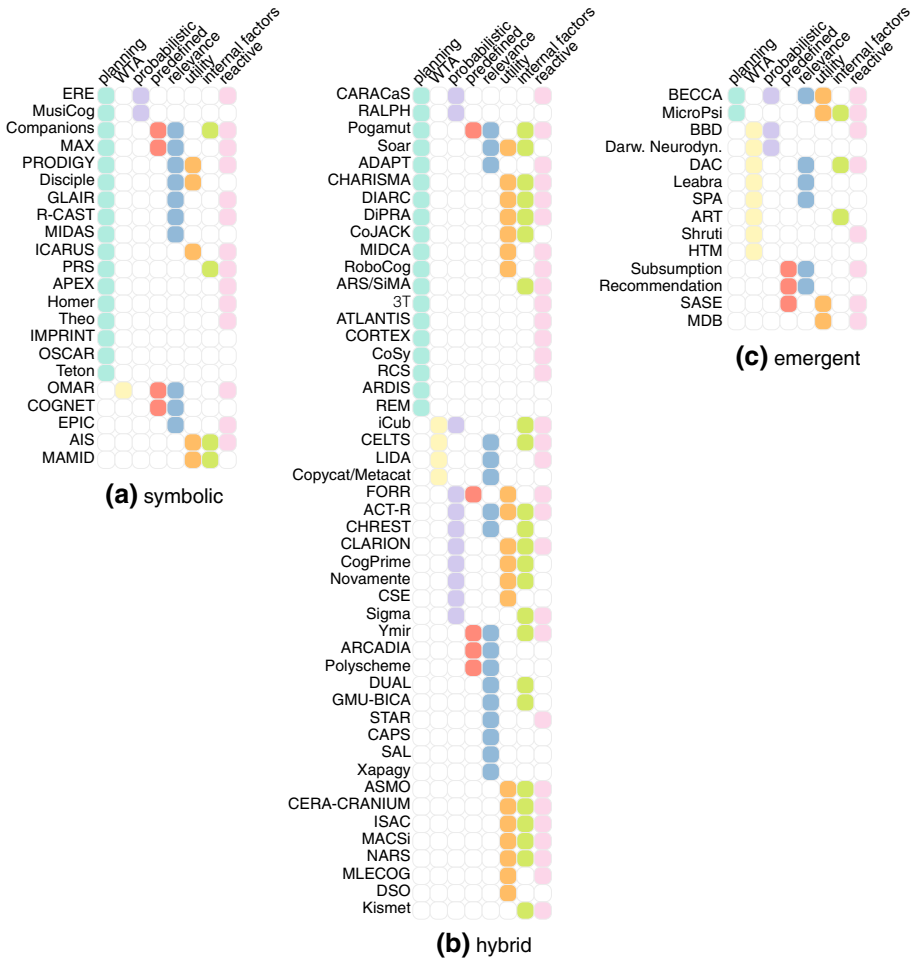 planning
WTA
probabilistic
predefined
relevance
utility
internal factors
reactive
ERE
MusiCog
Companions
MAX
PRODIGY
Disciple
GLAIR
R-CAST
MIDAS
ICARUS
PRS
APEX
Homer
Theo
IMPRINT
OSCAR
Teton
OMAR
COGNET
EPIC
AIS
MAMID
(a) symbolic
planning
WTA
probabilistic
predefined
relevance
utility
internal factors
reactive
CARACaS
RALPH
Pogamut
Soar
ADAPT
CHARISMA
DIARC
DiPRA
CoJACK
MIDCA
RoboCog
ARS/SiMA
3T
ATLANTIS
CORTEX
CoSy
RCS
ARDIS
REM
iCub
CELTS
LIDA
Copycat/Metacat
FORR
ACT-R
CHREST
CLARION
CogPrime
Novamente
CSE
Sigma
Ymir
ARCADIA
Polyscheme
DUAL
GMU-BICA
STAR
CAPS
SAL
Xapagy
ASMO
CERA-CRANIUM
ISAC
MACSi
NARS
MLECOG
DSO
Kismet
(b) hybrid
planning
WTA
probabilistic
predefined
relevance
utility
internal factors
reactive
BECCA
MicroPsi
BBD
Darw. Neurodyn.
DAC
Leabra
SPA
ART
Shruti
HTM
Subsumption
Recommendation
SASE
MDB
(c) emergent